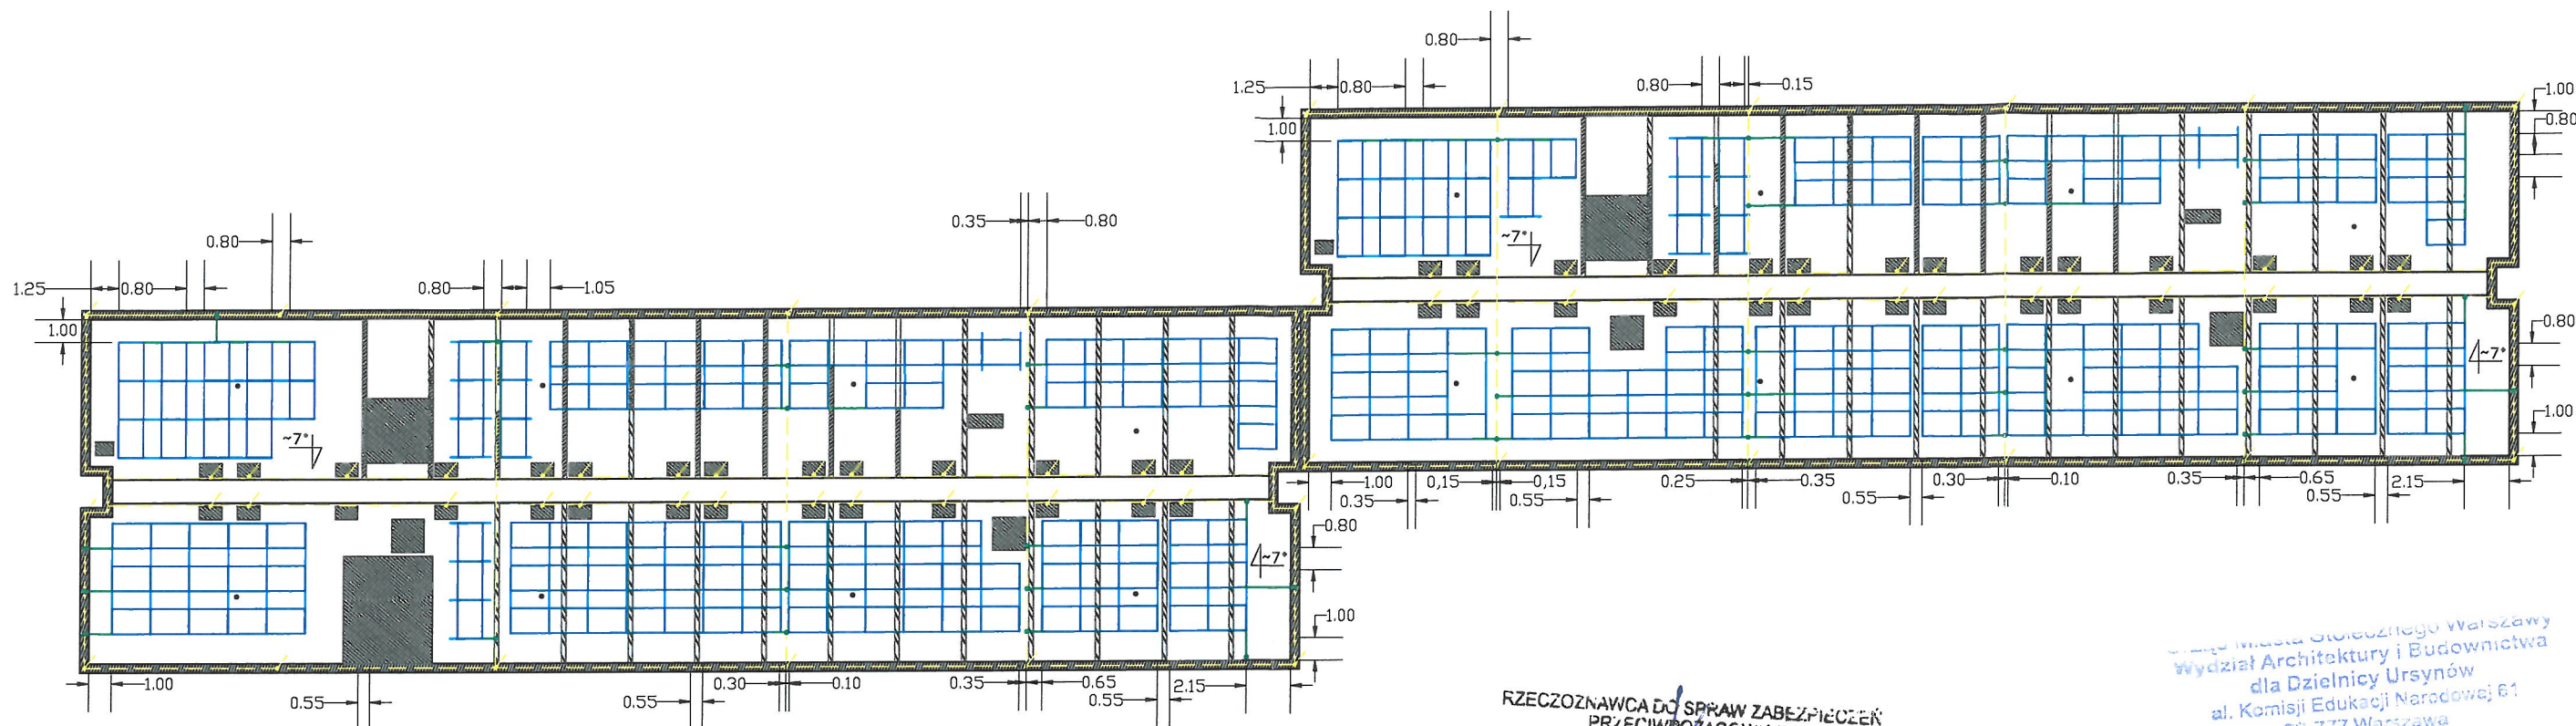 0.80
1.25 0.80 0.80 0.15 1.00
1.00 0.80
0.35 0.80 ~7°
0.80
1.25 0.80 0.80 1.05
1.00 0.80
~7°
~7° 1.00
1.00 0,15 0.15 0.25 0.35 0.30 0.10 0.35 0.65
0.35 0.55 0.55 0.55 2.15
0.80
~7°
1.00
1.00 0.30 0.10 0.35 0.65 2.15
0.55 0.55 0.55
RZECZOZNAWCA DO SPRAW ZABEZPIECZEŃ
Miasta Stołecznego Warszawy
Wydział Architektury i Budownictwa
dla Dzielnicy Ursynów
al. Komisji Edukacji Narodowej 61
777 Warszawa